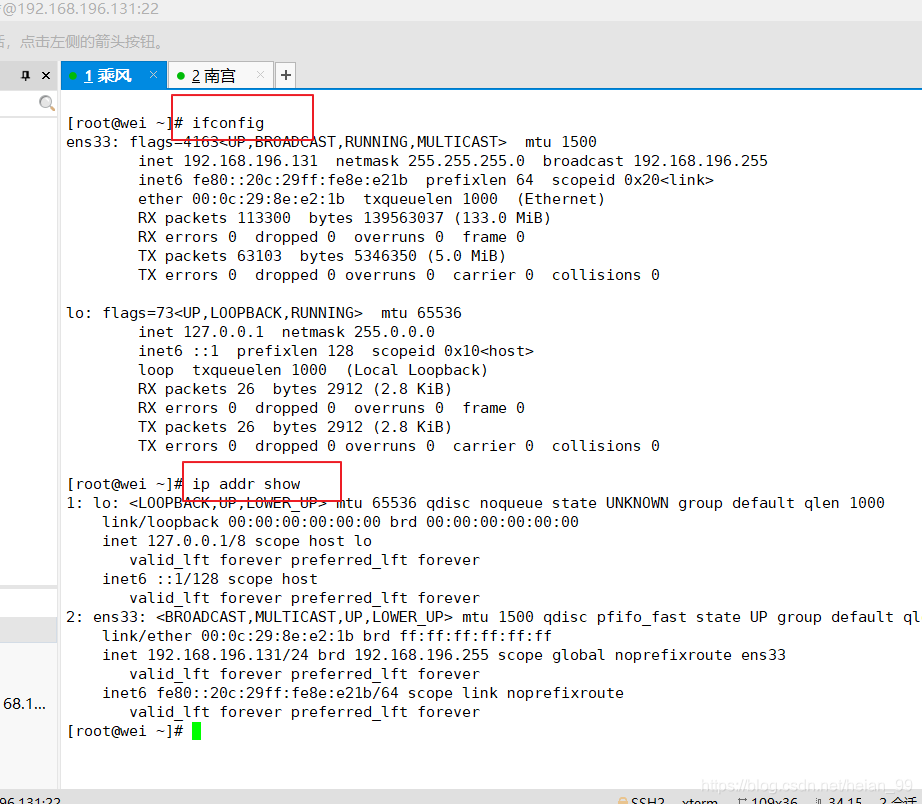 @192.168.196.131:22
，点击左侧的箭头按钮。
1 乘风
2 南宫
[root@wei ~]# ifconfig
ens33: flags=4163<UP,BROADCAST,RUNNING,MULTICAST>  mtu 1500
        inet 192.168.196.131  netmask 255.255.255.0  broadcast 192.168.196.255
        inet6 fe80::20c:29ff:fe8e:e21b  prefixlen 64  scopeid 0x20<link>
        ether 00:0c:29:8e:e2:1b  txqueuelen 1000  (Ethernet)
        RX packets 113300  bytes 139563037 (133.0 MiB)
        RX errors 0  dropped 0  overruns 0  frame 0
        TX packets 63103  bytes 5346350 (5.0 MiB)
        TX errors 0  dropped 0 overruns 0  carrier 0  collisions 0
lo: flags=73<UP,LOOPBACK,RUNNING>  mtu 65536
        inet 127.0.0.1  netmask 255.0.0.0
        inet6 ::1  prefixlen 128  scopeid 0x10<host>
        loop  txqueuelen 1000  (Local Loopback)
        RX packets 26  bytes 2912 (2.8 KiB)
        RX errors 0  dropped 0  overruns 0  frame 0
        TX packets 26  bytes 2912 (2.8 KiB)
        TX errors 0  dropped 0 overruns 0  carrier 0  collisions 0
[root@wei ~]# ip addr show
1: lo: <LOOPBACK,UP,LOWER_UP> mtu 65536 qdisc noqueue state UNKNOWN group default qlen 1000
    link/loopback 00:00:00:00:00:00 brd 00:00:00:00:00:00
    inet 127.0.0.1/8 scope host lo
       valid_lft forever preferred_lft forever
    inet6 ::1/128 scope host
       valid_lft forever preferred_lft forever
2: ens33: <BROADCAST,MULTICAST,UP,LOWER_UP> mtu 1500 qdisc pfifo_fast state UP group default ql
    link/ether 00:0c:29:8e:e2:1b brd ff:ff:ff:ff:ff:ff
    inet 192.168.196.131/24 brd 192.168.196.255 scope global noprefixroute ens33
       valid_lft forever preferred_lft forever
    inet6 fe80::20c:29ff:fe8e:e21b/64 scope link noprefixroute
       valid_lft forever preferred_lft forever
[root@wei ~]#
68.1...
https://blog.csdn.net/heian_99
96.131:22
SSH2 xterm 109x36 34,15 2 会话